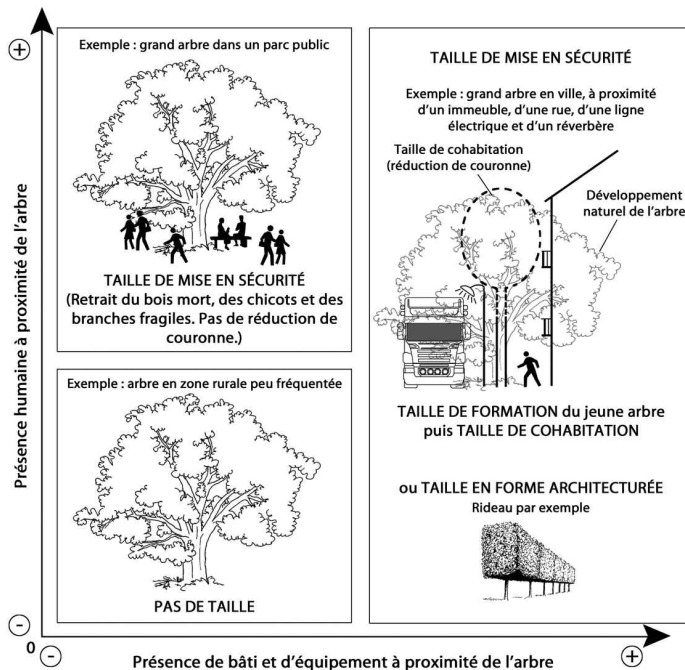 Présence humaine à proximité de l'arbre
Exemple : grand arbre dans un parc public
TAILLE DE MISE EN SÉCURITÉ
(Retrait du bois mort, des chicots et des
branches fragiles. Pas de réduction de
couronne.)
Exemple : arbre en zone rurale peu fréquentée
PAS DE TAILLE
TAILLE DE MISE EN SÉCURITÉ
Exemple : grand arbre en ville, à proximité
d'un immeuble, d'une rue, d'une ligne
électrique et d'un réverbère
Taille de cohabitation
(réduction de couronne)
Développement
naturel de l'arbre
TAILLE DE FORMATION du jeune arbre
puis TAILLE DE COHABITATION
ou TAILLE EN FORME ARCHITECTURÉE
Rideau par exemple
+
-
0
-
+
Présence de bâti et d'équipement à proximité de l'arbre